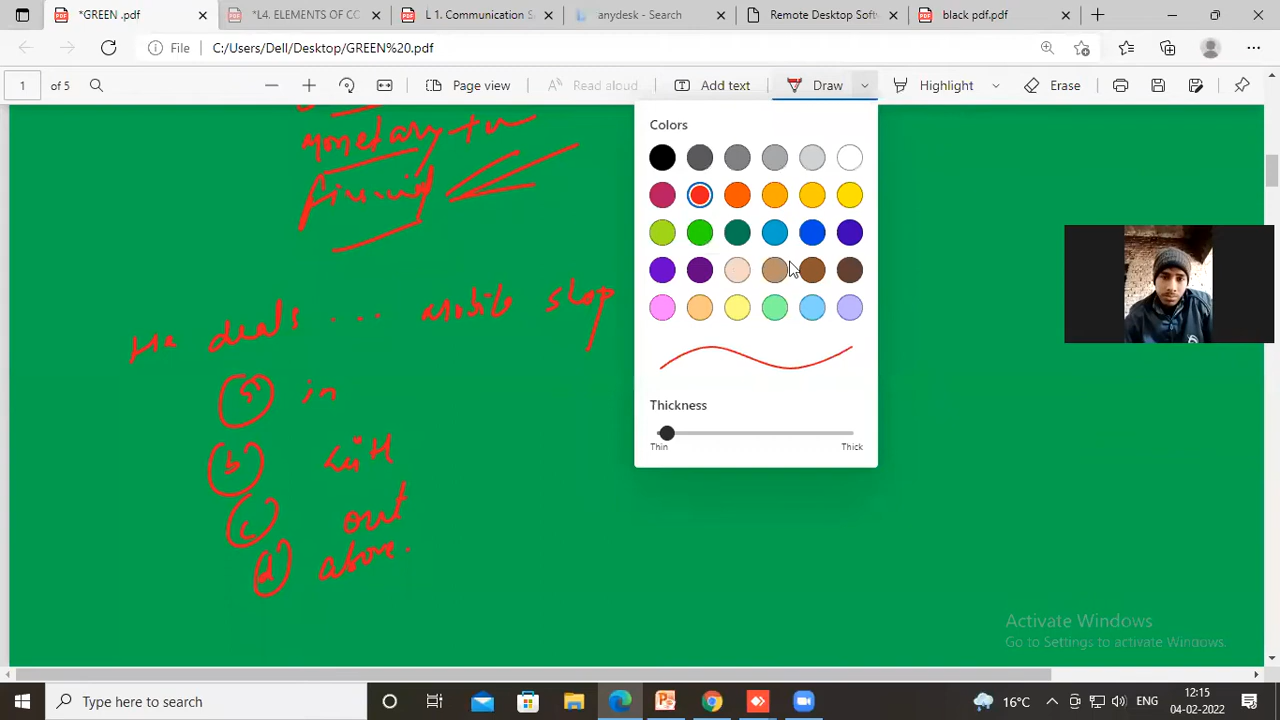 *GREEN .pdf
*L4. ELEMENTS OF CO
L 1. Communication S
anydesk - Search
Remote Desktop Softw
black pdf.pdf
File C:/Users/Dell/Desktop/GREEN%20.pdf
1 of 5
Page view
Read aloud
Add text
Draw
Highlight
Erase
Colors
monetary
He deals ... Mobile shop
in
b with
c out
d above.
Thickness
Thin Thick
Activate Windows
Go to Settings to activate Windows.
Type here to search
16°C
ENG
12:15
04-02-2022